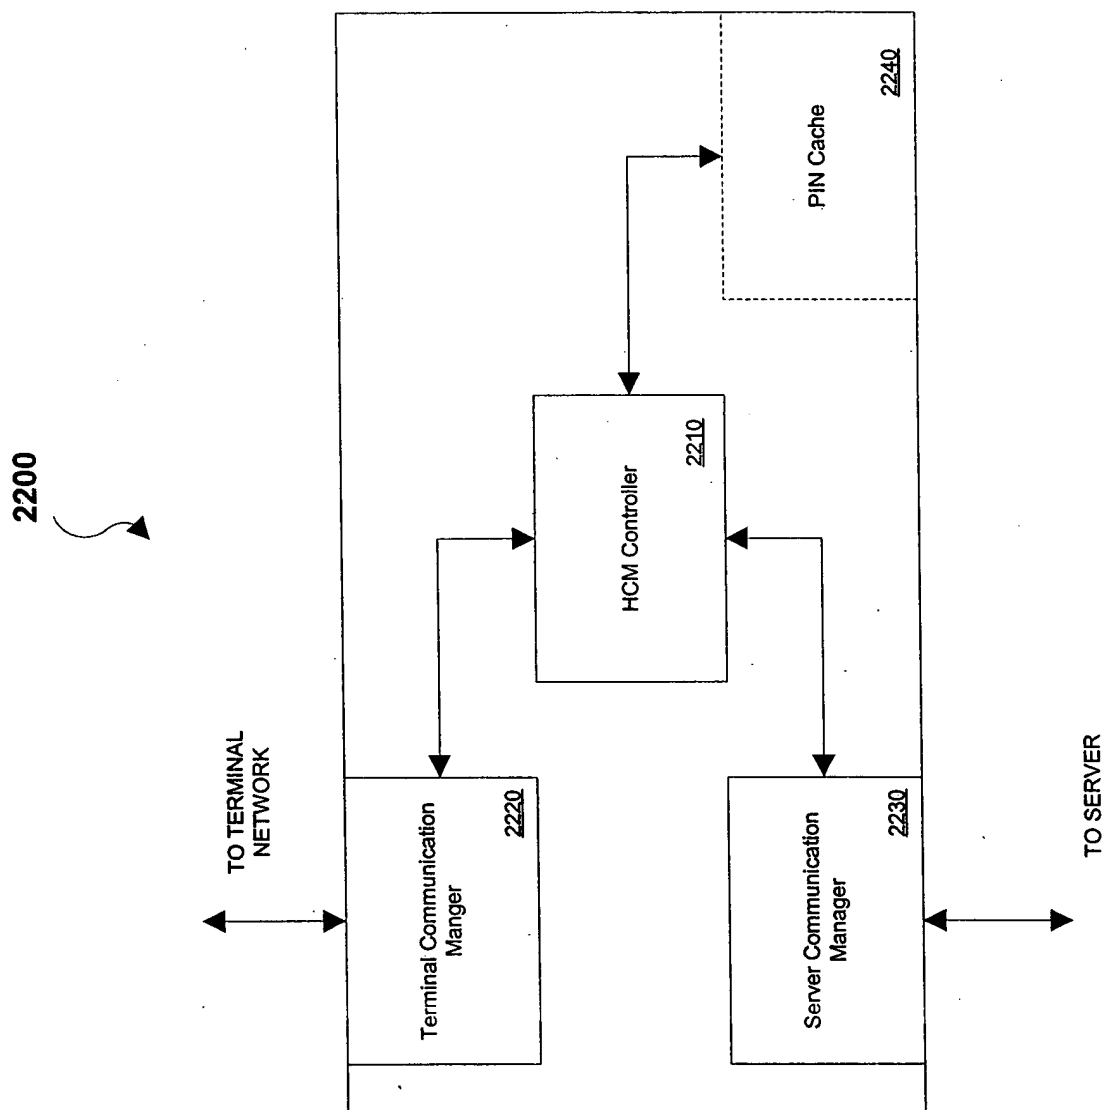 2200
TO TERMINAL
NETWORK
Terminal Communication
Manger
2220
HCM Controller
2210
PIN Cache
2240
Server Communication
Manager
2230
TO SERVER